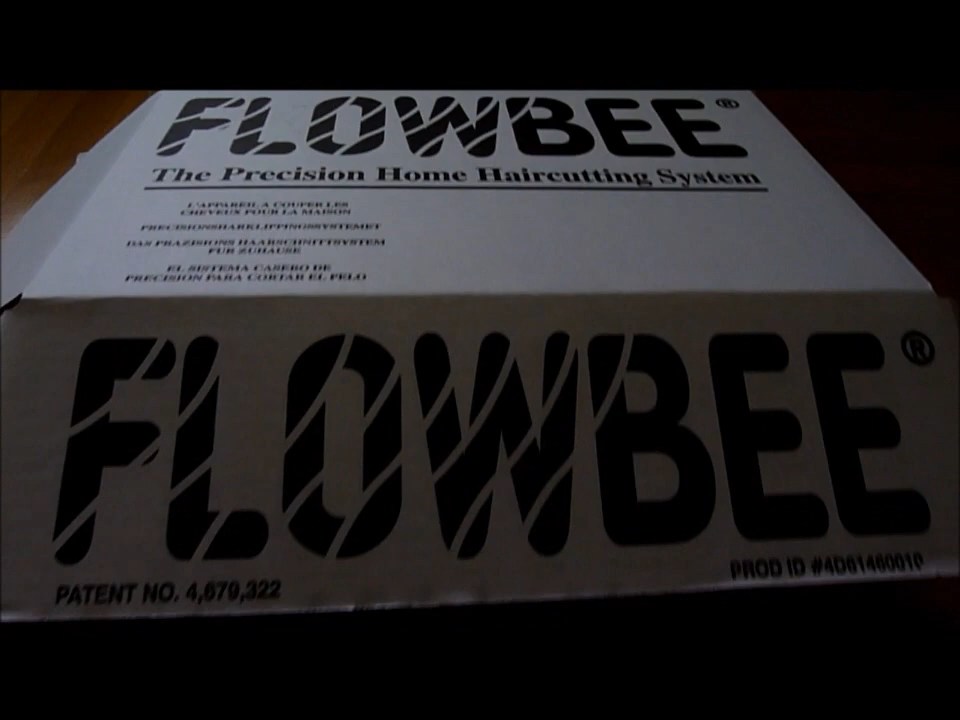 FLOWBEE®
The Precision Home Haircutting System
L'APPAREIL A COUPER LES
CHEVEUX POUR LA MAISON
PRECISIONSHARKLIPPINGSSYSTEMET
DAS PRAZISIONS HAARSCHNITTSYSTEM
FUR ZUHAUSE
EL SISTEMA CASERO DE
PRECISION PARA CORTAR EL PELO
FLOWBEE®
PATENT NO. 4,679,322
PROD ID #4D61460010